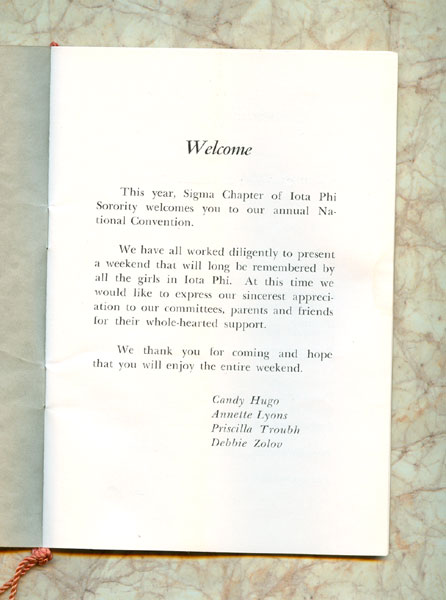 Welcome
This year, Sigma Chapter of Iota Phi
Sorority welcomes you to our annual Na-
tional Convention.
We have all worked diligently to present
a weekend that will long be remembered by
all the girls in Iota Phi. At this time we
would like to express our sincerest appreci-
ation to our committees, parents and friends
for their whole-hearted support.
We thank you for coming and hope
that you will enjoy the entire weekend.
Candy Hugo
Annette Lyons
Priscilla Troubh
Debbie Zolov